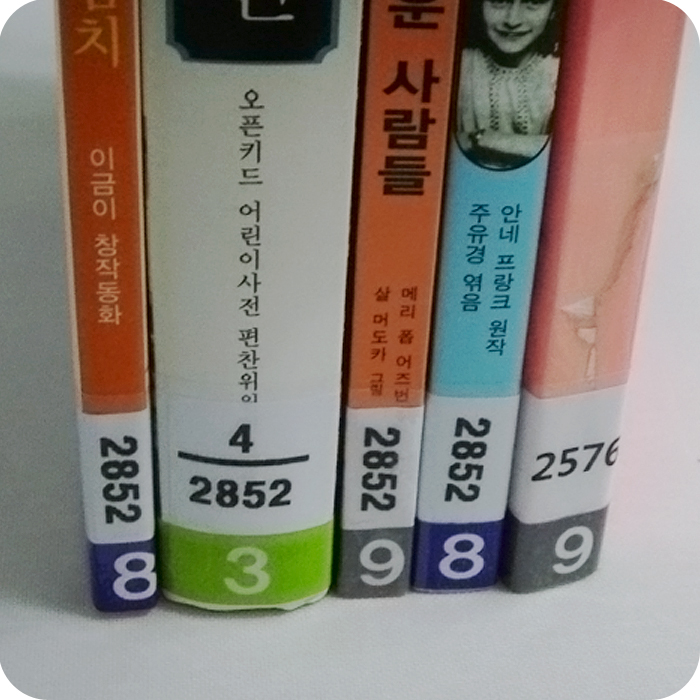 치
이금이 창작동화
2852
8
오픈키드 어린이사전 편찬위
4
2852
3
운 사람들
메리 폽 어즈번
살 머도카 그림
2852
9
안네 프랑크 원작
주유경 엮음
2852
8
2576
9